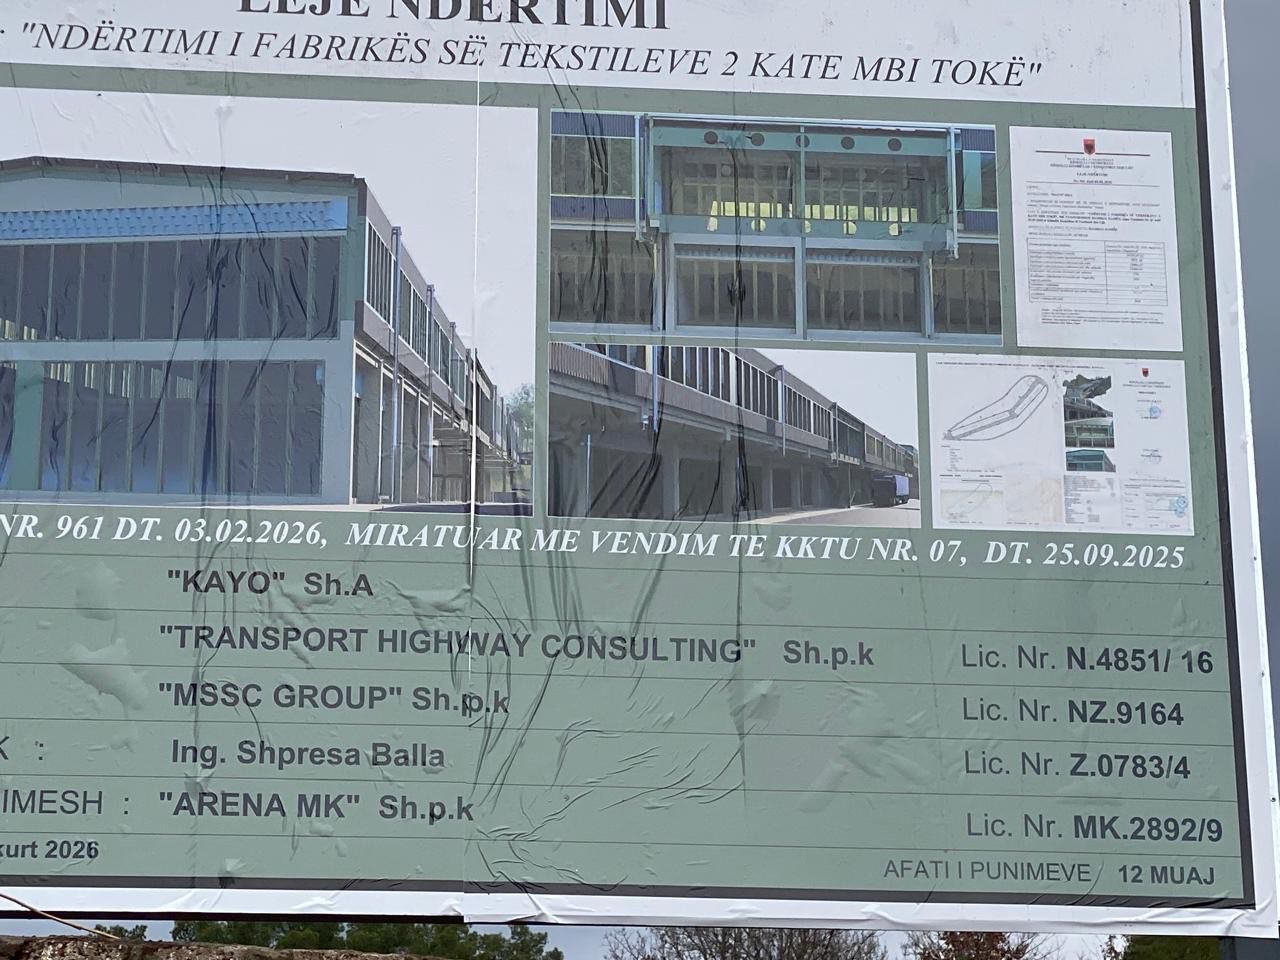 LEJE NDËRTIMI
"NDËRTIMI I FABRIKËS SË TEKSTILEVE 2 KATE MBI TOKË"
NR. 961 DT. 03.02.2026, MIRATUAR ME VENDIM TE KKTU NR. 07, DT. 25.09.2025
"KAYO" Sh.A
"TRANSPORT HIGHWAY CONSULTING" Sh.p.k Lic. Nr. N.4851/ 16
"MSSC GROUP" Sh.p.k Lic. Nr. NZ.9164
K : Ing. Shpresa Balla Lic. Nr. Z.0783/4
IMESH : "ARENA MK" Sh.p.k Lic. Nr. MK.2892/9
kurt 2026 AFATI I PUNIMEVE 12 MUAJ